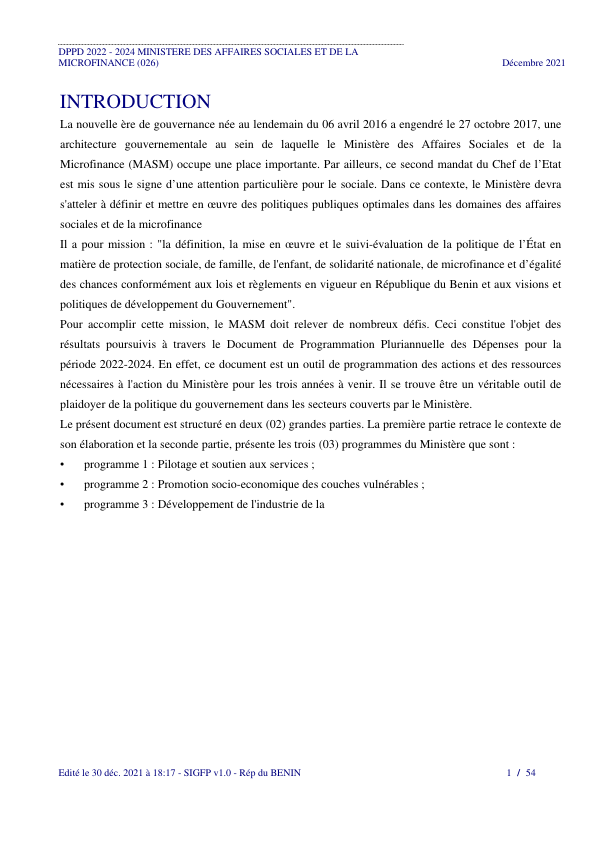 DPPD 2022 - 2024 MINISTERE DES AFFAIRES SOCIALES ET DE LA
MICROFINANCE (026) Décembre 2021
INTRODUCTION
La nouvelle ère de gouvernance née au lendemain du 06 avril 2016 a engendré le 27 octobre 2017, une
architecture gouvernementale au sein de laquelle le Ministère des Affaires Sociales et de la
Microfinance (MASM) occupe une place importante. Par ailleurs, ce second mandat du Chef de l’Etat
est mis sous le signe d’une attention particulière pour le sociale. Dans ce contexte, le Ministère devra
s'atteler à définir et mettre en œuvre des politiques publiques optimales dans les domaines des affaires
sociales et de la microfinance
Il a pour mission : "la définition, la mise en œuvre et le suivi-évaluation de la politique de l’État en
matière de protection sociale, de famille, de l'enfant, de solidarité nationale, de microfinance et d’égalité
des chances conformément aux lois et règlements en vigueur en République du Benin et aux visions et
politiques de développement du Gouvernement".
Pour accomplir cette mission, le MASM doit relever de nombreux défis. Ceci constitue l'objet des
résultats poursuivis à travers le Document de Programmation Pluriannuelle des Dépenses pour la
période 2022-2024. En effet, ce document est un outil de programmation des actions et des ressources
nécessaires à l'action du Ministère pour les trois années à venir. Il se trouve être un véritable outil de
plaidoyer de la politique du gouvernement dans les secteurs couverts par le Ministère.
Le présent document est structuré en deux (02) grandes parties. La première partie retrace le contexte de
son élaboration et la seconde partie, présente les trois (03) programmes du Ministère que sont :
• programme 1 : Pilotage et soutien aux services ;
• programme 2 : Promotion socio-economique des couches vulnérables ;
• programme 3 : Développement de l'industrie de la
Edité le 30 déc. 2021 à 18:17 - SIGFP v1.0 - Rép du BENIN 1 / 54